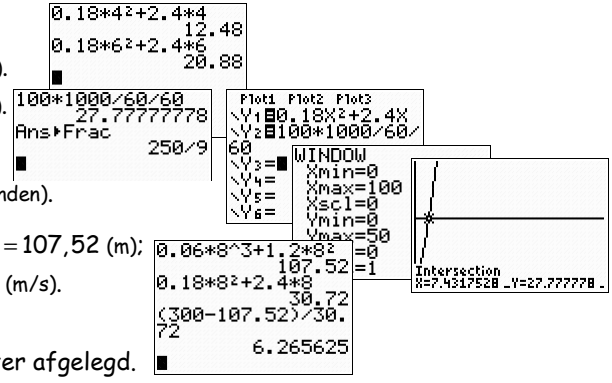 0.18*4²+2.4*4
12.48
0.18*6²+2.4*6
20.88
).
).
100*1000/60/60
27.77777778
Ans▸Frac
250/9
Plot1 Plot2 Plot3
\Y1=0.18X²+2.4X
\Y2=100*1000/60/
60
\Y3=
\Y4=
\Y5=
\Y6=
WINDOW
Xmin=0
Xmax=100
Xscl=0
Ymin=0
Ymax=50
=0
=1
Intersection
X=7.4317528 _Y=27.777778 _
nden).
= 107,52 (m);
(m/s).
0.06*8^3+1.2*8²
107.52
0.18*8²+2.4*8
30.72
(300-107.52)/30.
72
6.265625
er afgelegd.